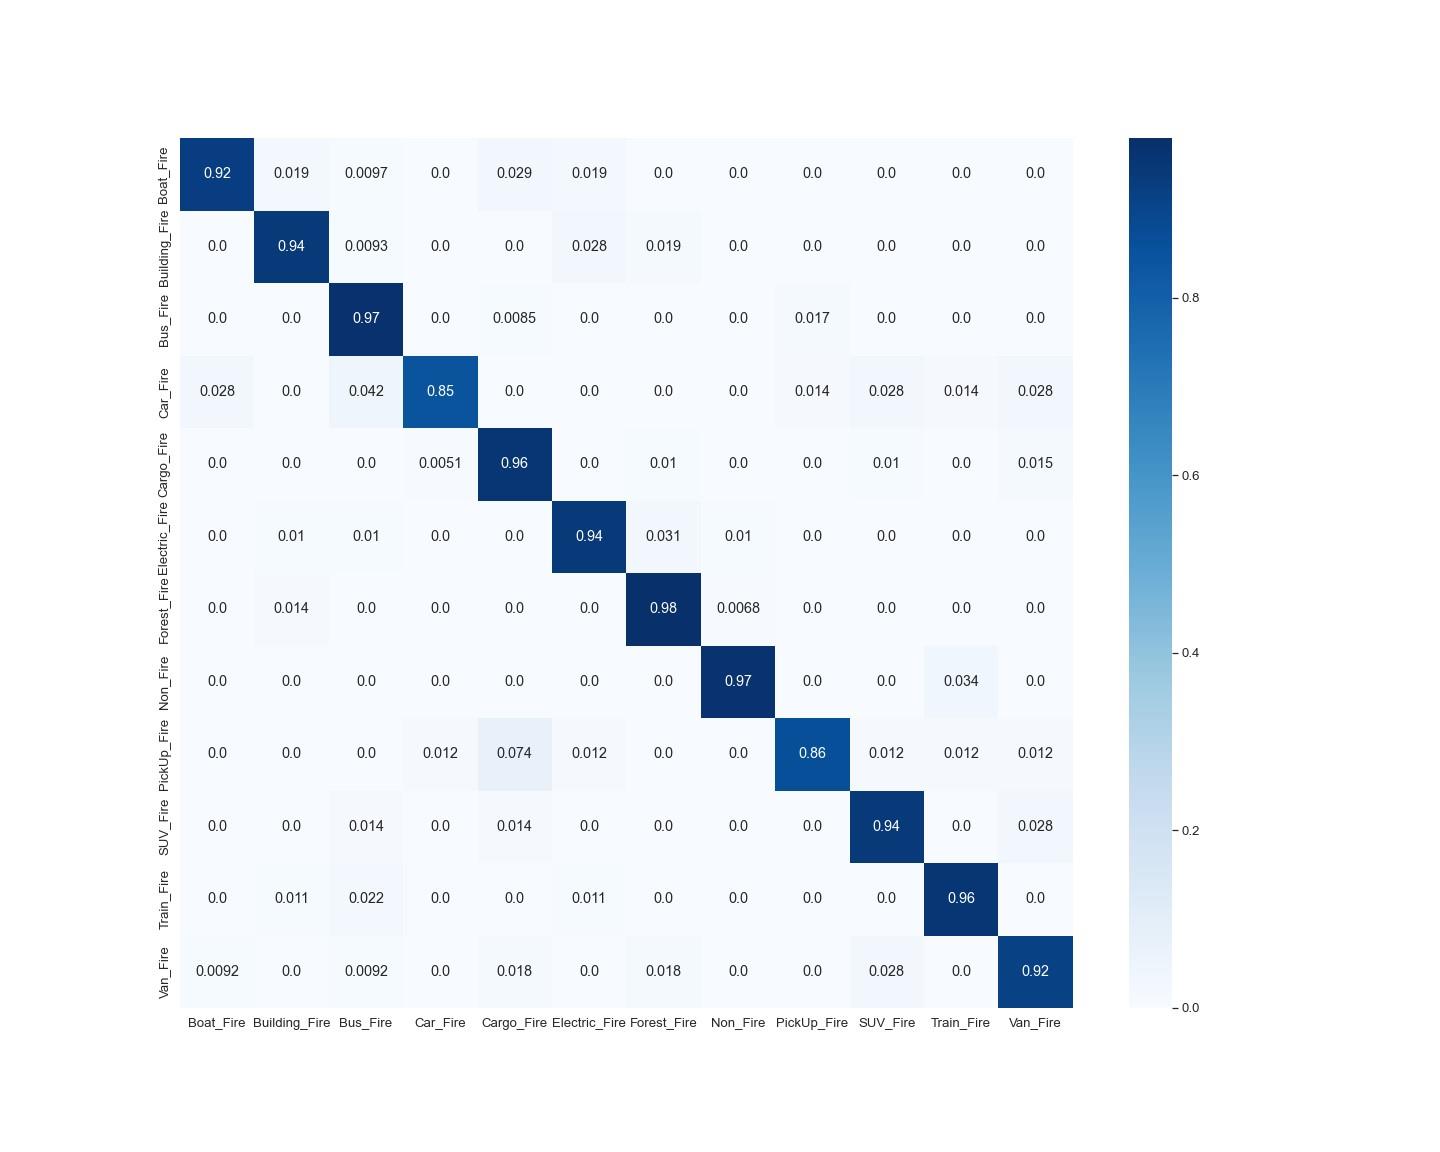 Boat_Fire 0.92 0.019 0.0097 0.0 0.029 0.019 0.0 0.0 0.0 0.0 0.0 0.0
Building_Fire 0.0 0.94 0.0093 0.0 0.0 0.028 0.019 0.0 0.0 0.0 0.0 0.0
Bus_Fire 0.0 0.0 0.97 0.0 0.0085 0.0 0.0 0.0 0.017 0.0 0.0 0.0
Car_Fire 0.028 0.0 0.042 0.85 0.0 0.0 0.0 0.0 0.014 0.028 0.014 0.028
Cargo_Fire 0.0 0.0 0.0 0.0051 0.96 0.0 0.01 0.0 0.0 0.01 0.0 0.015
Electric_Fire 0.0 0.01 0.01 0.0 0.0 0.94 0.031 0.01 0.0 0.0 0.0 0.0
Forest_Fire 0.0 0.014 0.0 0.0 0.0 0.0 0.98 0.0068 0.0 0.0 0.0 0.0
Non_Fire 0.0 0.0 0.0 0.0 0.0 0.0 0.0 0.97 0.0 0.0 0.034 0.0
PickUp_Fire 0.0 0.0 0.0 0.012 0.074 0.012 0.0 0.0 0.86 0.012 0.012 0.012
SUV_Fire 0.0 0.0 0.014 0.0 0.014 0.0 0.0 0.0 0.0 0.94 0.0 0.028
Train_Fire 0.0 0.011 0.022 0.0 0.0 0.011 0.0 0.0 0.0 0.0 0.96 0.0
Van_Fire 0.0092 0.0 0.0092 0.0 0.018 0.0 0.018 0.0 0.0 0.028 0.0 0.92
Boat_Fire Building_Fire Bus_Fire Car_Fire Cargo_Fire Electric_Fire Forest_Fire Non_Fire PickUp_Fire SUV_Fire Train_Fire Van_Fire
0.8
0.6
0.4
0.2
0.0